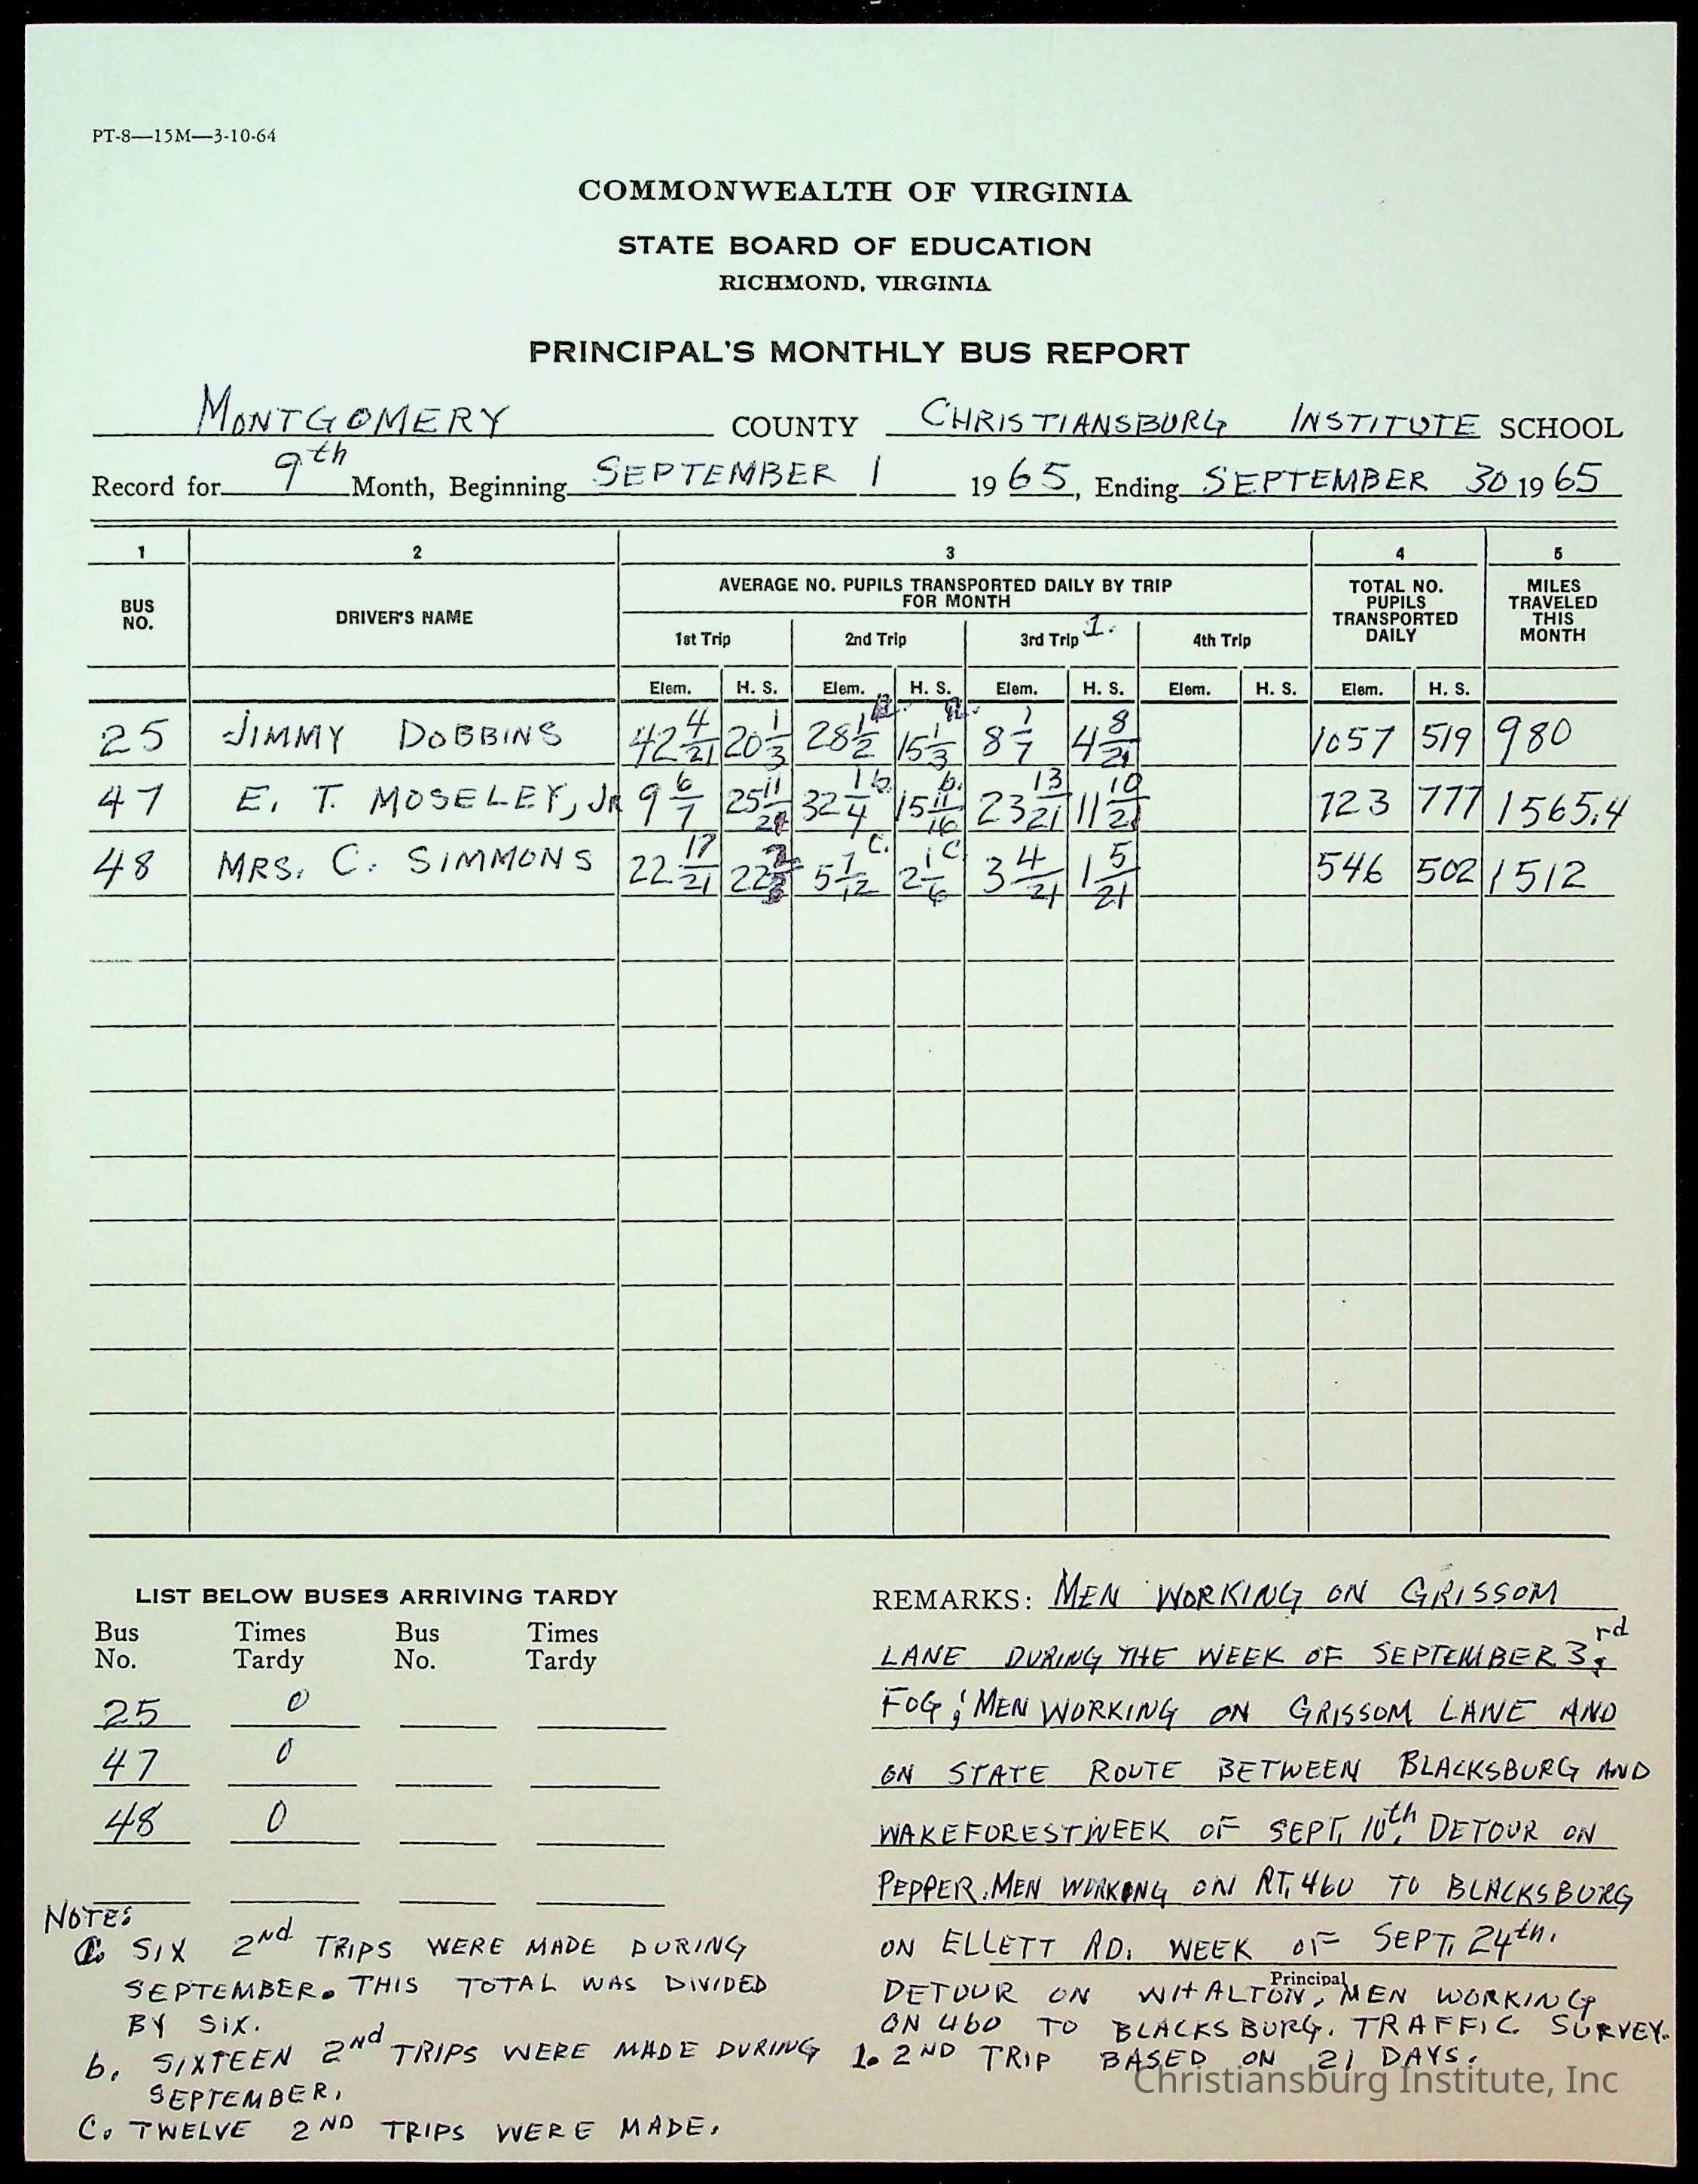 PT-8—15M—3-10-64
COMMONWEALTH OF VIRGINIA
STATE BOARD OF EDUCATION
RICHMOND, VIRGINIA
PRINCIPAL'S MONTHLY BUS REPORT
MONTGOMERY COUNTY CHRISTIANSBURG INSTITUTE SCHOOL
Record for 9th Month, Beginning SEPTEMBER 1 1965, Ending SEPTEMBER 30 1965
1 2 3 4 5
BUS NO. DRIVER'S NAME AVERAGE NO. PUPILS TRANSPORTED DAILY BY TRIP FOR MONTH TOTAL NO. PUPILS TRANSPORTED DAILY MILES TRAVELED THIS MONTH
1st Trip 2nd Trip 3rd Trip 1. 4th Trip
Elem. H. S. Elem. H. S. Elem. H. S. Elem. H. S. Elem. H. S.
25 JIMMY DOBBINS 42 4/21 20 1/3 28 1/2 15 1/3 8 1/7 4 8/21 1057 519 980
47 E. T. MOSELEY, JR 9 6/7 25 11/21 32 1/4 b. 15 11/16 b. 23 13/21 11 10/21 723 777 1565.4
48 MRS. C. SIMMONS 22 17/21 22 5 7/12 C. 2 1/6 C 3 4/21 1 5/21 546 502 1512
LIST BELOW BUSES ARRIVING TARDY
Bus No. Times Tardy Bus No. Times Tardy
25 0
47 0
48 0
NOTE:
SIX 2nd TRIPS WERE MADE DURING
SEPTEMBER. THIS TOTAL WAS DIVIDED
BY SIX.
b. SIXTEEN 2nd TRIPS WERE MADE DURING
SEPTEMBER.
C. TWELVE 2ND TRIPS WERE MADE.
REMARKS: MEN WORKING ON GRISSOM
LANE DURING THE WEEK OF SEPTEMBER 3rd;
FOG; MEN WORKING ON GRISSOM LANE AND
ON STATE ROUTE BETWEEN BLACKSBURG AND
WAKEFOREST WEEK OF SEPT. 10th. DETOUR ON
PEPPER. MEN WORKING ON RT. 460 TO BLACKSBURG
ON ELLETT RD. WEEK OF SEPT. 24th.
Principal
DETOUR ON WHALTON, MEN WORKING
ON 460 TO BLACKSBURG. TRAFFIC SURVEY.
1. 2ND TRIP BASED ON 21 DAYS.
Christiansburg Institute, Inc